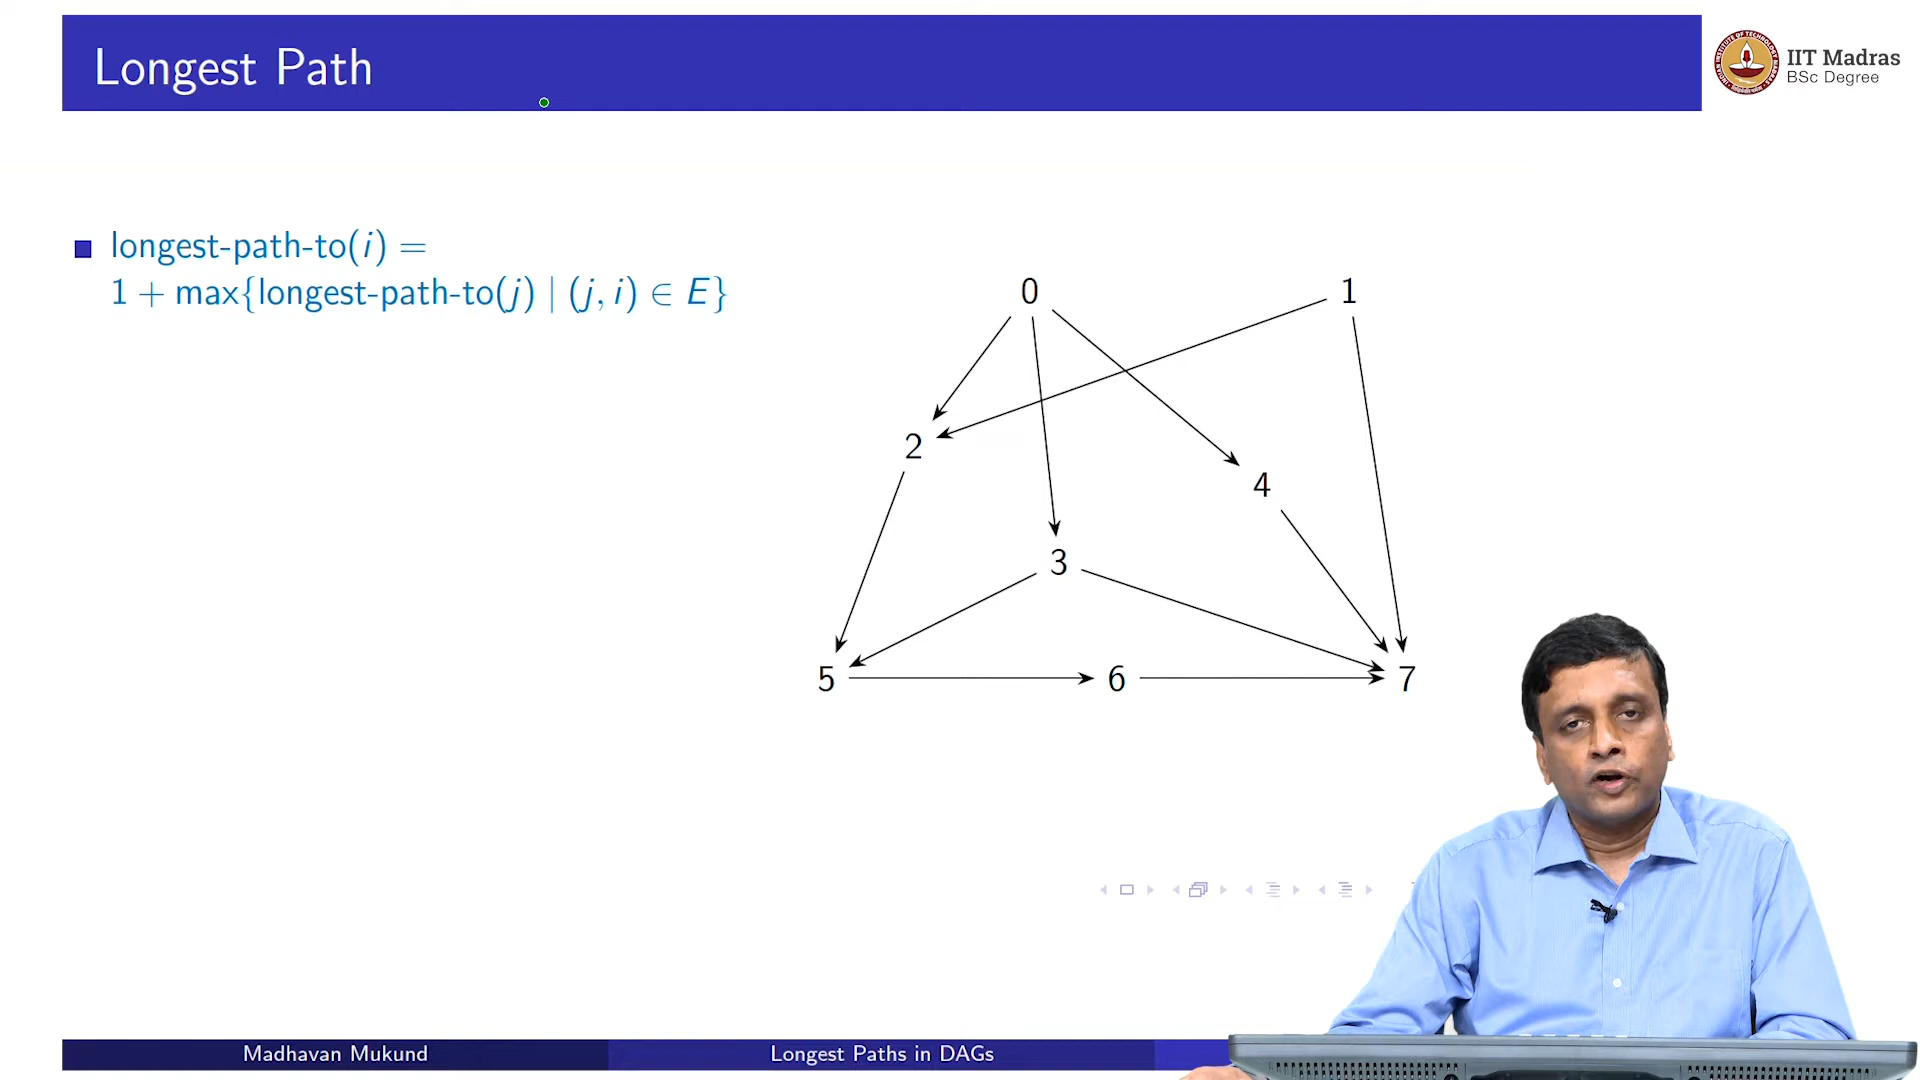 Longest Path
IIT Madras
BSc Degree
longest-path-to(i) =
1 + max{longest-path-to(j) | (j, i) ∈ E}
0
1
2
4
3
5
6
7
Madhavan Mukund
Longest Paths in DAGs